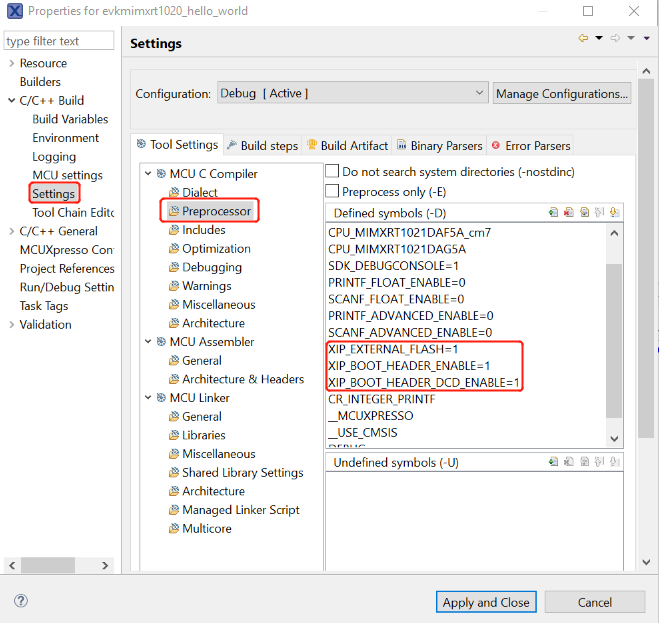 Properties for evkmimxrt1020_hello_world
type filter text
Resource
Builders
C/C++ Build
Build Variables
Environment
Logging
MCU settings
Settings
Tool Chain Edito
C/C++ General
MCUXpresso Con
Project References
Run/Debug Settin
Task Tags
Validation
Settings
Configuration: Debug [ Active ] Manage Configurations...
Tool Settings Build steps Build Artifact Binary Parsers Error Parsers
MCU C Compiler
Dialect
Preprocessor
Includes
Optimization
Debugging
Warnings
Miscellaneous
Architecture
MCU Assembler
General
Architecture & Headers
MCU Linker
General
Libraries
Miscellaneous
Shared Library Settings
Architecture
Managed Linker Script
Multicore
Do not search system directories (-nostdinc)
Preprocess only (-E)
Defined symbols (-D)
CPU_MIMXRT1021DAF5A_cm7
CPU_MIMXRT1021DAG5A
SDK_DEBUGCONSOLE=1
PRINTF_FLOAT_ENABLE=0
SCANF_FLOAT_ENABLE=0
PRINTF_ADVANCED_ENABLE=0
SCANF_ADVANCED_ENABLE=0
XIP_EXTERNAL_FLASH=1
XIP_BOOT_HEADER_ENABLE=1
XIP_BOOT_HEADER_DCD_ENABLE=1
CR_INTEGER_PRINTF
__MCUXPRESSO
__USE_CMSIS
DEBUG
Undefined symbols (-U)
Apply and Close
Cancel